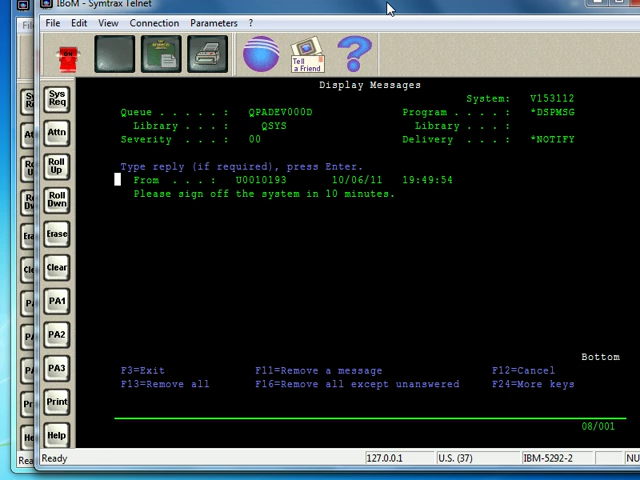 IBoM - Symtrax Telnet
File Edit View Connection Parameters ?
ON
Tell a Friend
Sys Req
Attn
Roll Up
Roll Dwn
Erase
Clear
PA1
PA2
PA3
Print
Help
Display Messages
System: V153112
Queue . . . . . : QPADEV000D Program . . . . : *DSPMSG
Library . . . : QSYS Library . . . :
Severity . . . : 00 Delivery . . . : *NOTIFY
Type reply (if required), press Enter.
From . . . : U0010193 10/06/11 19:49:54
Please sign off the system in 10 minutes.
Bottom
F3=Exit F11=Remove a message F12=Cancel
F13=Remove all F16=Remove all except unanswered F24=More keys
08/001
Ready 127.0.0.1 U.S. (37) IBM-5292-2 NU